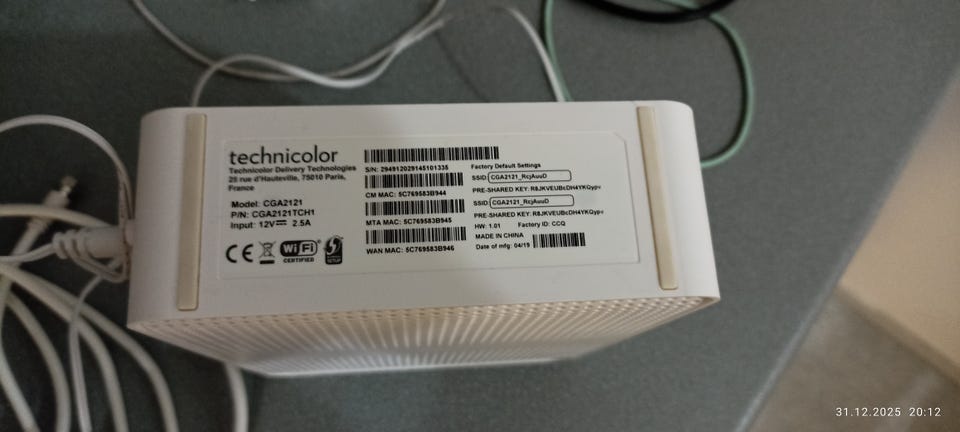 technicolor
Technicolor Delivery Technologies
25 rue d'Hauteville, 75010 Paris,
France
Model: CGA2121
P/N: CGA2121TCH1
Input: 12V⎓ 2.5A
CE
Wi Fi
CERTIFIED
S/N: 294912029145101335
CM MAC: 5C769583B944
MTA MAC: 5C769583B945
WAN MAC: 5C769583B946
Factory Default Settings
SSID: CGA2121_RcjAuuD
PRE-SHARED KEY: R8JKVEUBcDH4YKQypv
SSID: CGA2121_RcjAuuD
PRE-SHARED KEY: R8JKVEUBcDH4YKQypv
HW: 1.01 Factory ID: CCQ
MADE IN CHINA
Date of mfg: 04/19
31.12.2025 20:12